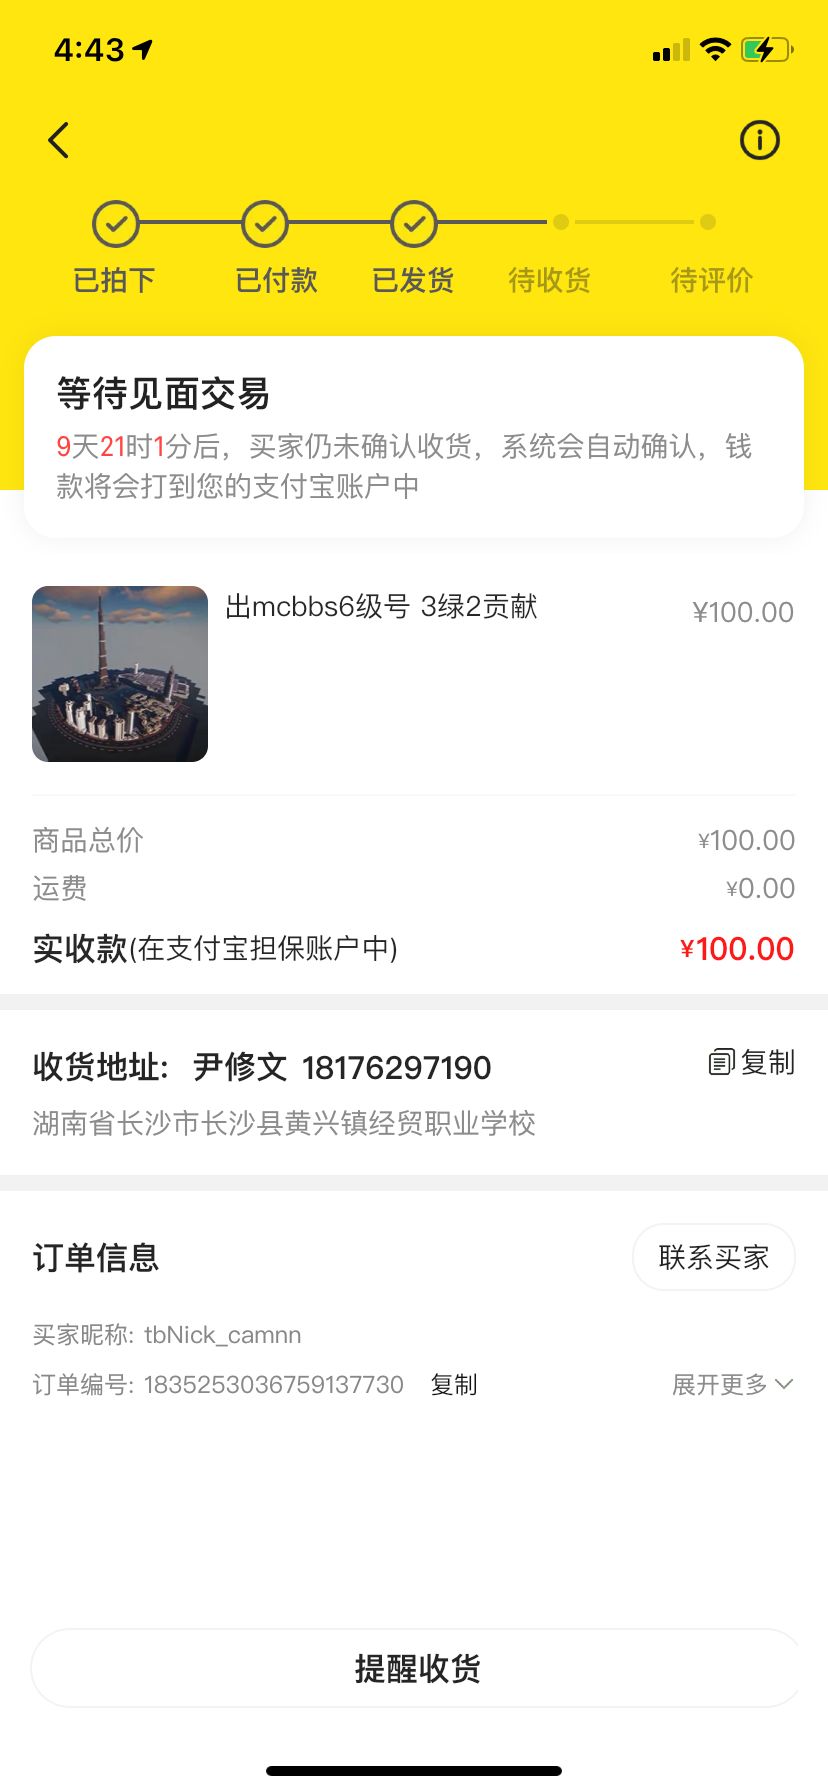 4:43
已拍下 已付款 已发货 待收货 待评价
等待见面交易
9天21时1分后，买家仍未确认收货，系统会自动确认，钱
款将会打到您的支付宝账户中
出mcbbs6级号 3绿2贡献 ¥100.00
商品总价 ¥100.00
运费 ¥0.00
实收款(在支付宝担保账户中) ¥100.00
收货地址: 尹修文 18176297190 复制
湖南省长沙市长沙县黄兴镇经贸职业学校
订单信息 联系买家
买家昵称: tbNick_camnn
订单编号: 1835253036759137730 复制 展开更多
提醒收货